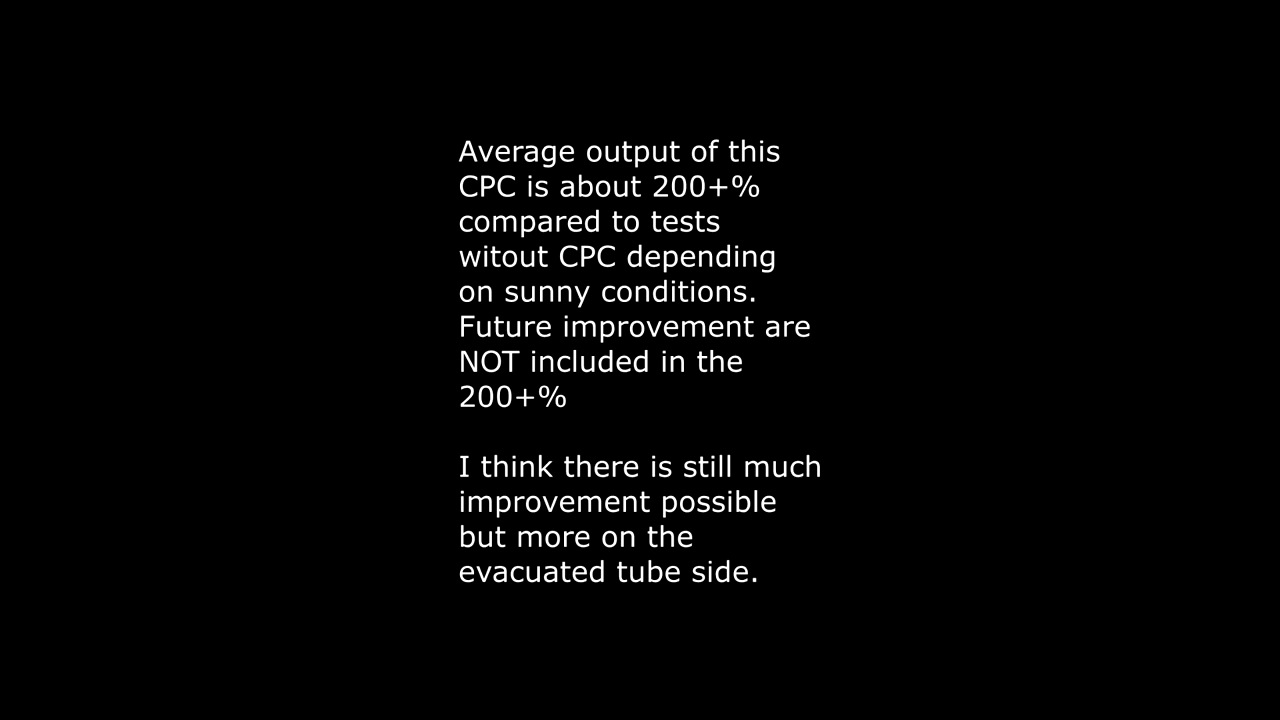 Average output of this
CPC is about 200+%
compared to tests
witout CPC depending
on sunny conditions.
Future improvement are
NOT included in the
200+%
I think there is still much
improvement possible
but more on the
evacuated tube side.